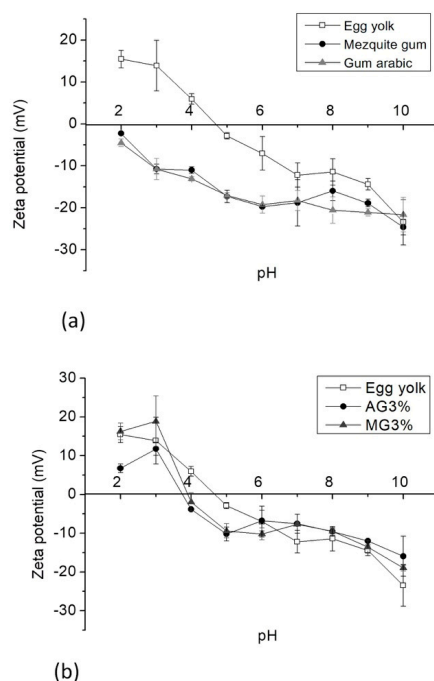 Egg yolk
Mezquite gum
Gum arabic
20
10
0
-10
-20
-30
2 4 6 8 10
Zeta potential (mV)
pH
(a)
Egg yolk
AG3%
MG3%
30
20
10
0
-10
-20
-30
2 4 6 8 10
Zeta potential (mV)
pH
(b)